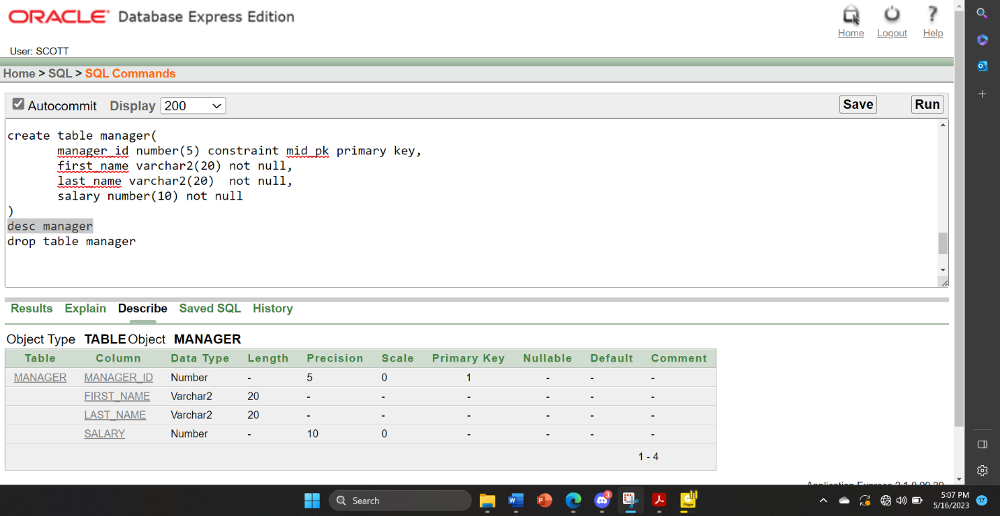 ORACLE® Database Express Edition
Home Logout Help
User: SCOTT
Home > SQL > SQL Commands
Autocommit Display 200 Save Run
create table manager(
manager_id number(5) constraint mid_pk primary key,
first_name varchar2(20) not null,
last_name varchar2(20)  not null,
salary number(10) not null
)
desc manager
drop table manager
Results Explain Describe Saved SQL History
Object Type TABLE Object MANAGER
Table Column Data Type Length Precision Scale Primary Key Nullable Default Comment
MANAGER MANAGER_ID Number - 5 0 1 - - -
FIRST_NAME Varchar2 20 - - - - - -
LAST_NAME Varchar2 20 - - - - - -
SALARY Number - 10 0 - - - -
1 - 4
Application Express
Search
3
5:07 PM
5/16/2023
17